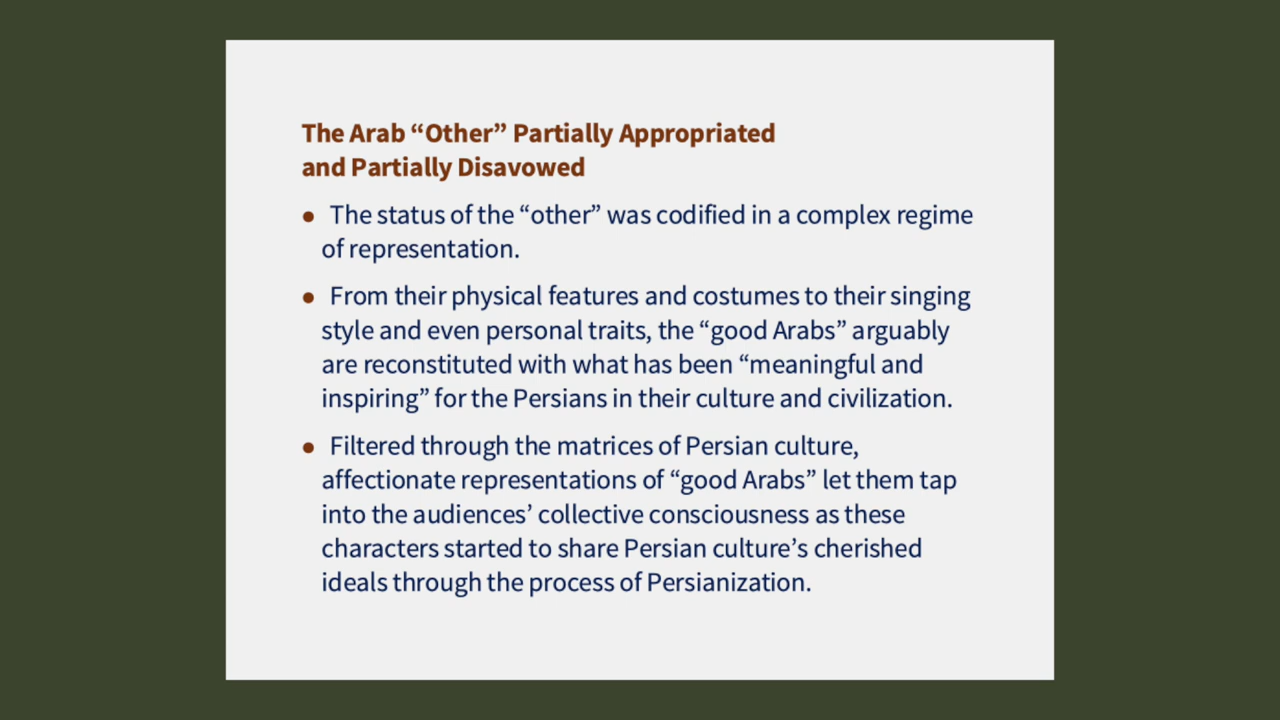 The Arab “Other” Partially Appropriated
and Partially Disavowed
● The status of the “other” was codified in a complex regime
of representation.
● From their physical features and costumes to their singing
style and even personal traits, the “good Arabs” arguably
are reconstituted with what has been “meaningful and
inspiring” for the Persians in their culture and civilization.
● Filtered through the matrices of Persian culture,
affectionate representations of “good Arabs” let them tap
into the audiences’ collective consciousness as these
characters started to share Persian culture’s cherished
ideals through the process of Persianization.